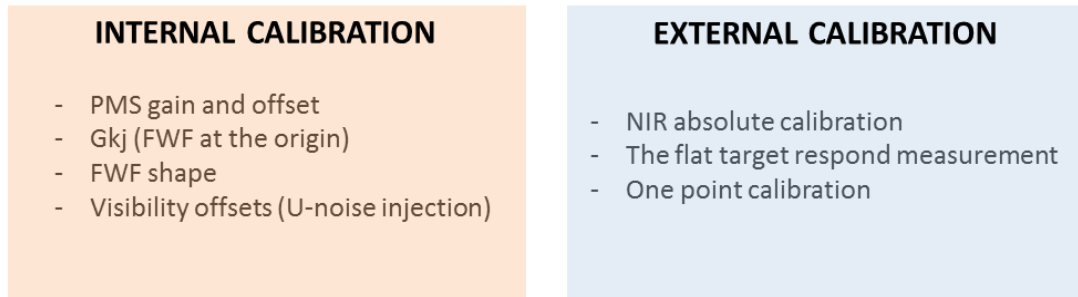 INTERNAL CALIBRATION
- PMS gain and offset
- Gkj (FWF at the origin)
- FWF shape
- Visibility offsets (U-noise injection)
EXTERNAL CALIBRATION
- NIR absolute calibration
- The flat target respond measurement
- One point calibration